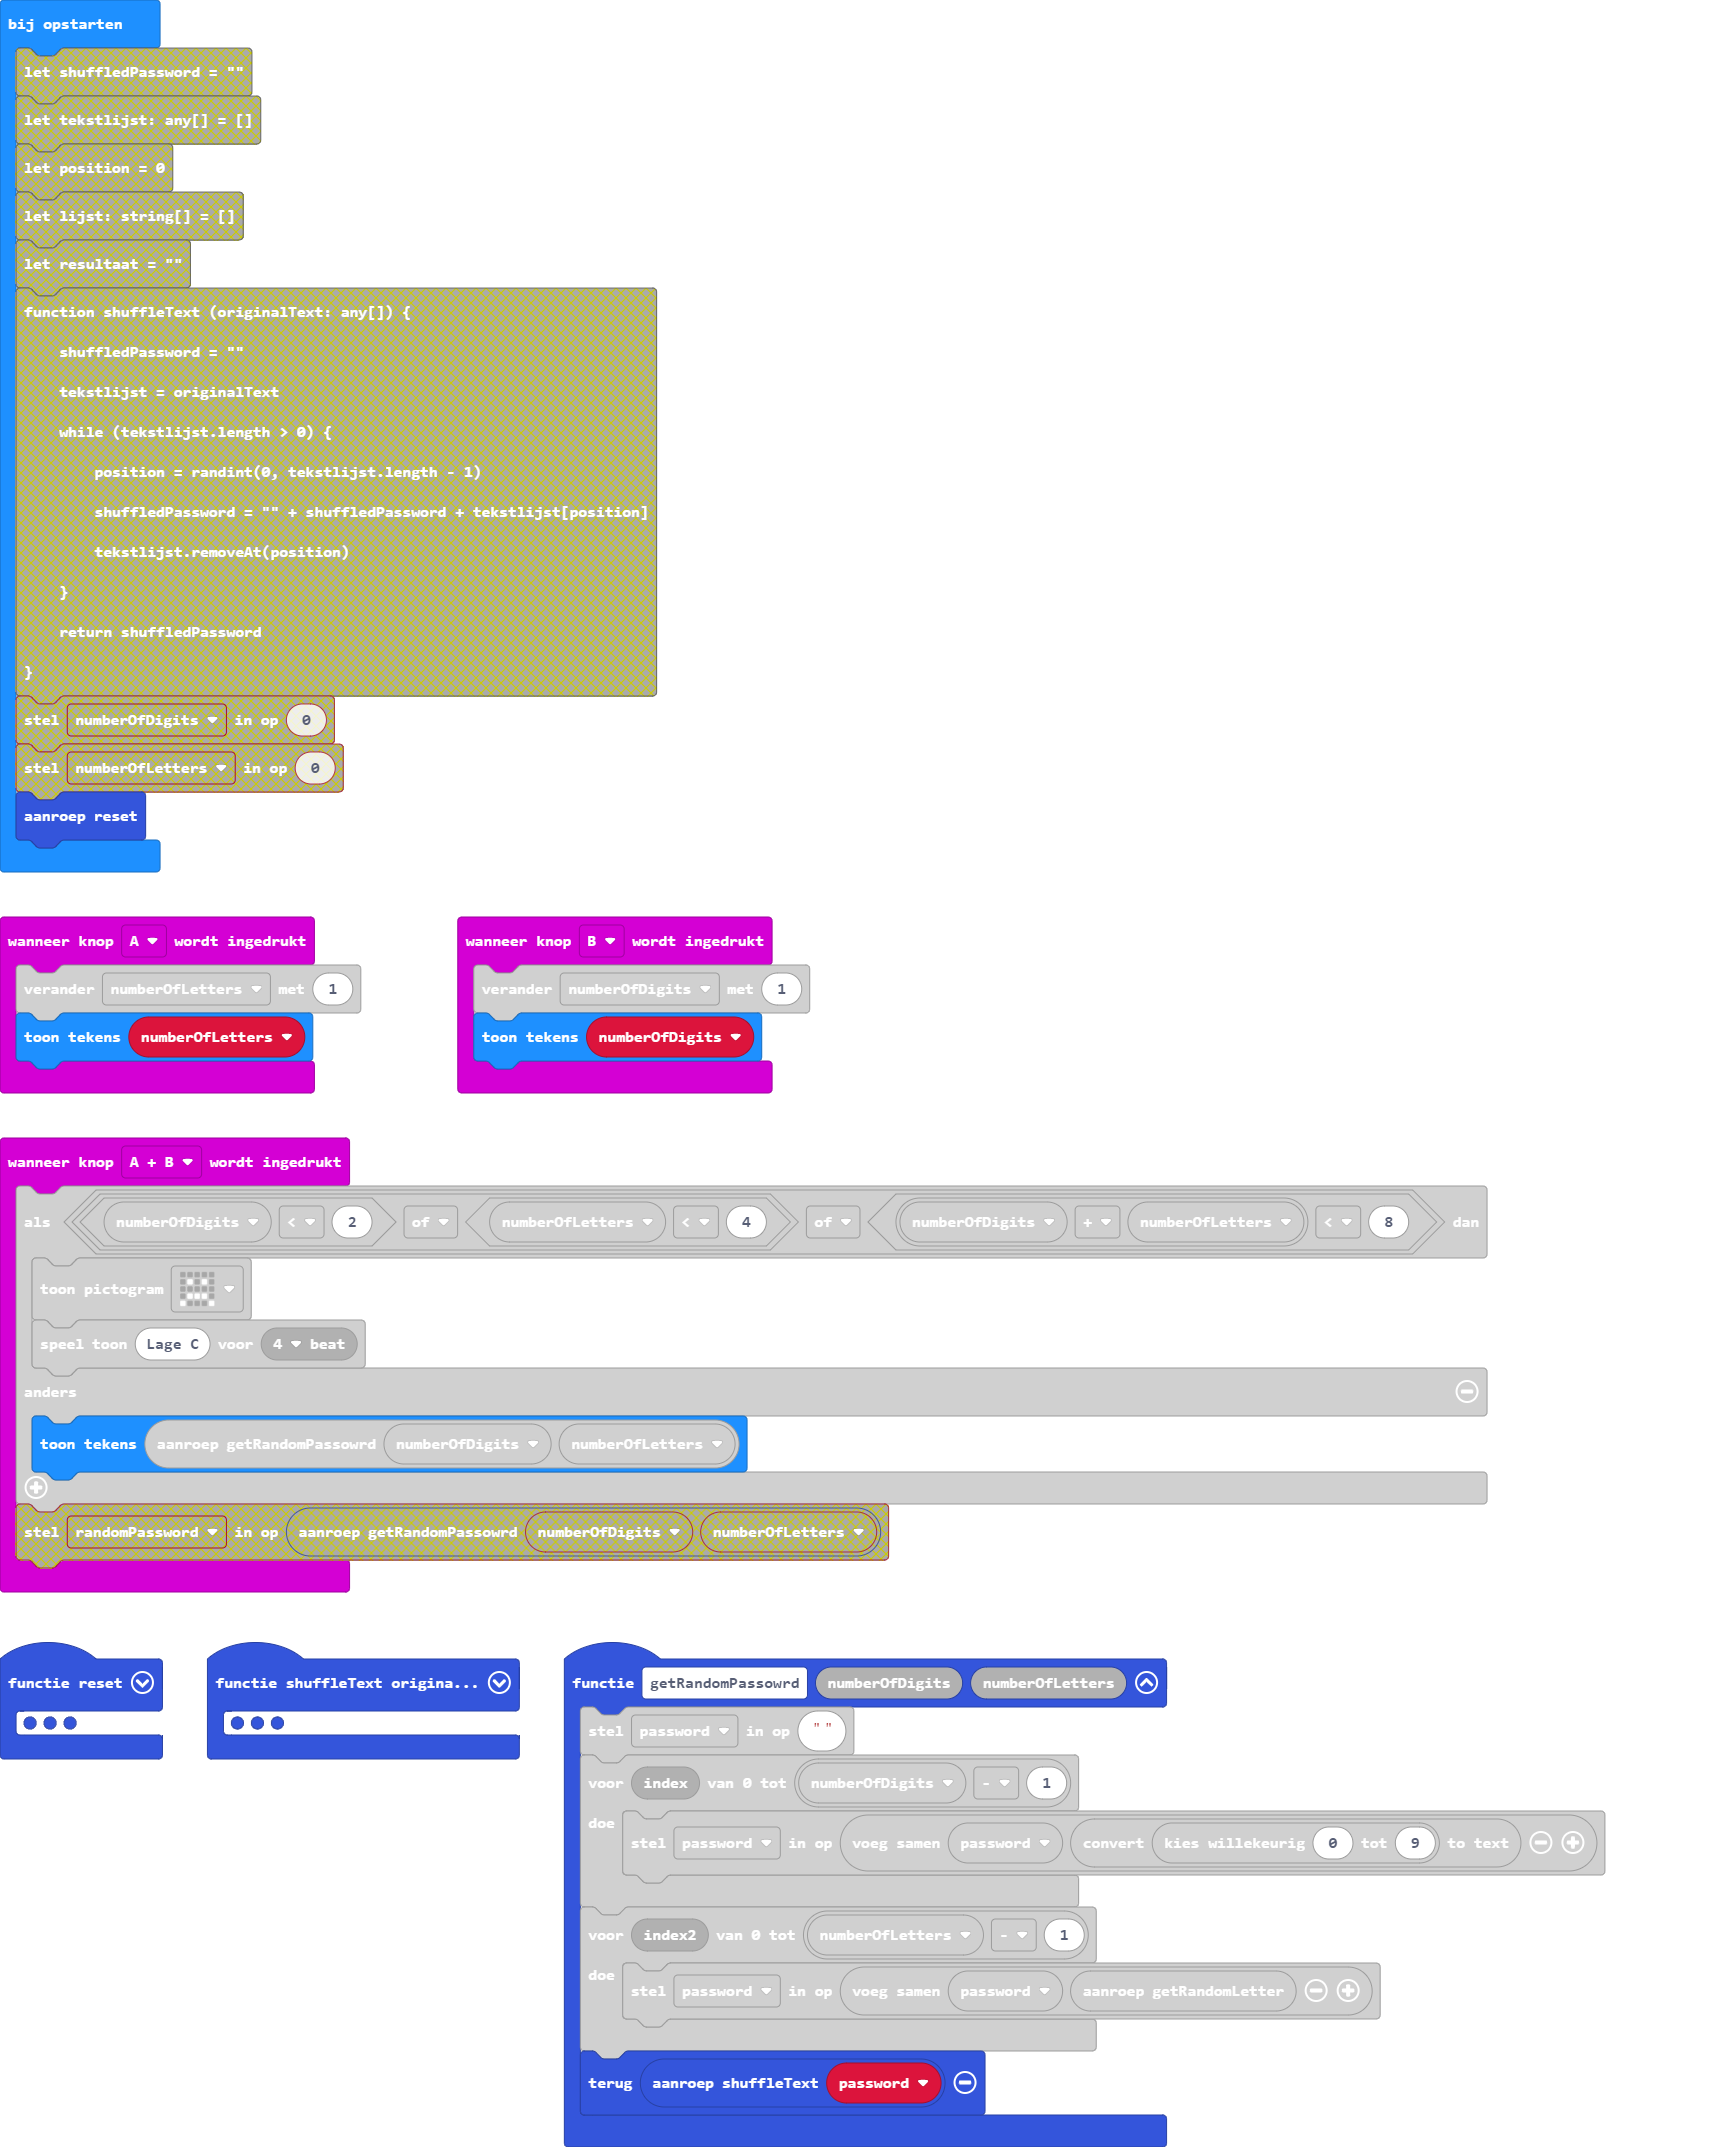 bij opstarten
let shuffledPassword = ""
let tekstlijst: any[] = []
let position = 0
let lijst: string[] = []
let resultaat = ""
function shuffleText (originalText: any[]) {
shuffledPassword = ""
tekstlijst = originalText
while (tekstlijst.length > 0) {
position = randint(0, tekstlijst.length - 1)
shuffledPassword = "" + shuffledPassword + tekstlijst[position]
tekstlijst.removeAt(position)
}
return shuffledPassword
}
stel numberOfDigits in op 0
stel numberOfLetters in op 0
aanroep reset
wanneer knop A wordt ingedrukt
verander numberOfLetters met 1
toon tekens numberOfLetters
wanneer knop B wordt ingedrukt
verander numberOfDigits met 1
toon tekens numberOfDigits
wanneer knop A + B wordt ingedrukt
als numberOfDigits < 2 of numberOfLetters < 4 of numberOfDigits + numberOfLetters < 8 dan
toon pictogram
speel toon Lage C voor 4 beat
anders
toon tekens aanroep getRandomPassowrd numberOfDigits numberOfLetters
stel randomPassword in op aanroep getRandomPassowrd numberOfDigits numberOfLetters
functie reset
functie shuffleText origina...
functie getRandomPassowrd numberOfDigits numberOfLetters
stel password in op " "
voor index van 0 tot numberOfDigits - 1
doe stel password in op voeg samen password convert kies willekeurig 0 tot 9 to text
voor index2 van 0 tot numberOfLetters - 1
doe stel password in op voeg samen password aanroep getRandomLetter
terug aanroep shuffleText password